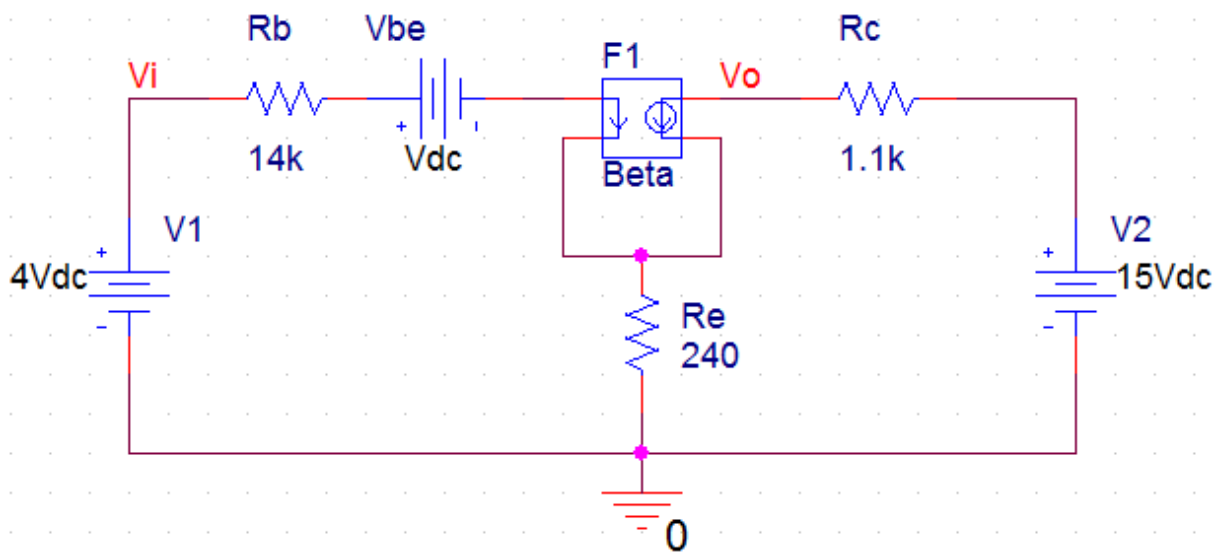 Rb
Vbe
F1
Rc
Vi
Vo
+
14k
Vdc
Beta
1.1k
V1
V2
+
+
4Vdc
15Vdc
-
-
Re
240
0